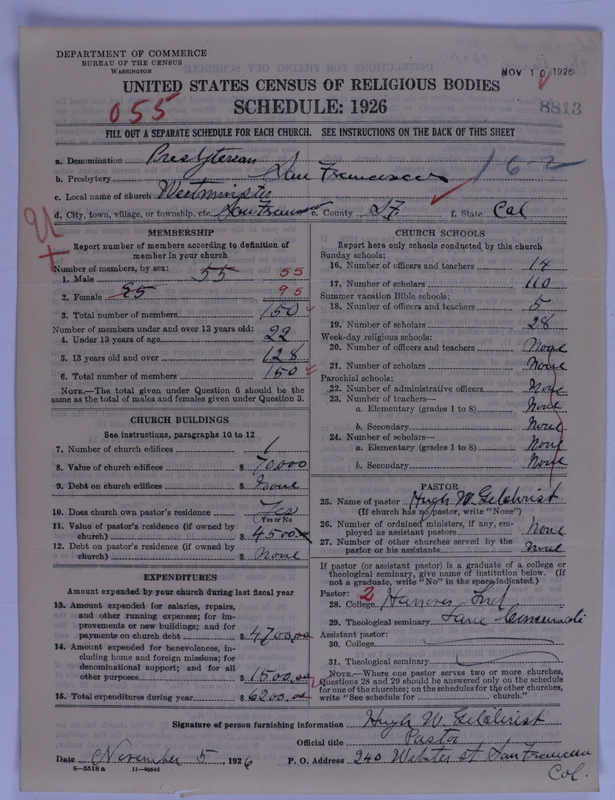 DEPARTMENT OF COMMERCE
BUREAU OF THE CENSUS
WASHINGTON
NOV 10 1926
UNITED STATES CENSUS OF RELIGIOUS BODIES
SCHEDULE: 1926
055
8813
FILL OUT A SEPARATE SCHEDULE FOR EACH CHURCH. SEE INSTRUCTIONS ON THE BACK OF THIS SHEET
a. Denomination Presbyterian
b. Presbytery San Francisco
162
c. Local name of church Westminster
d. City, town, village, or township, etc. San Francisco e. County S.F. f. State Cal
MEMBERSHIP
Report number of members according to definition of member in your church
Number of members, by sex:
1. Male 55 55
2. Female 95
3. Total number of members 150
Number of members under and over 13 years old:
4. Under 13 years of age 22
5. 13 years old and over 128
6. Total number of members 150
NOTE.—The total given under Question 6 should be the same as the total of males and females given under Question 3.
CHURCH BUILDINGS
See instructions, paragraphs 10 to 12
7. Number of church edifices 1
8. Value of church edifices $ 70,000
9. Debt on church edifices $ None
10. Does church own pastor's residence Yes
(Yes or No)
11. Value of pastor's residence (if owned by church) $ 4500
12. Debt on pastor's residence (if owned by church) $ None
EXPENDITURES
Amount expended by your church during last fiscal year
13. Amount expended for salaries, repairs, and other running expenses; for improvements or new buildings; and for payments on church debt $ 4700.00
14. Amount expended for benevolences, including home and foreign missions; for denominational support; and for all other purposes $ 1500.00
15. Total expenditures during year $ 6200.00
CHURCH SCHOOLS
Report here only schools conducted by this church
Sunday schools:
16. Number of officers and teachers 14
17. Number of scholars 110
Summer vacation Bible schools:
18. Number of officers and teachers 5
19. Number of scholars 28
Week-day religious schools:
20. Number of officers and teachers None
21. Number of scholars None
Parochial schools:
22. Number of administrative officers None
23. Number of teachers—
a. Elementary (grades 1 to 8) None
b. Secondary None
24. Number of scholars—
a. Elementary (grades 1 to 8) None
b. Secondary None
PASTOR
25. Name of pastor Hugh W Gilchrist
(If church has no pastor, write "None")
26. Number of ordained ministers, if any, employed as assistant pastors None
27. Number of other churches served by the pastor or his assistants None
If pastor (or assistant pastor) is a graduate of a college or theological seminary, give name of institution below. (If not a graduate, write "No" in the space indicated.)
Pastor: 2
28. College Hanover Ind
29. Theological seminary Lane Cincinnati
Assistant pastor:
30. College
31. Theological seminary
NOTE.—Where one pastor serves two or more churches, Questions 28 and 29 should be answered only on the schedule for one of the churches; on the schedules for the other churches, write "See schedules for church."
Signature of person furnishing information Hugh W Gilchrist
Official title Pastor
Date November 5, 1926
P. O. Address 240 Webster st San Francisco
Cal.
8—5518 a 11—90566